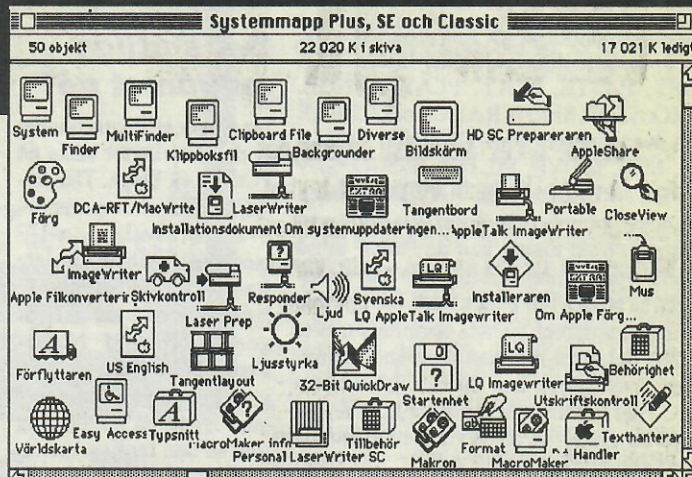 Systemmapp Plus, SE och Classic
50 objekt 22 020 K i skiva 17 021 K ledigt
System
Finder
MultiFinder
Klippboksfil
Clipboard File
Backgrounder
Diverse
Bildskärm
HD SC Prepareraren
AppleShare
Färg
DCA-RFT/MacWrite
Installationsdokument
LaserWriter
Om systemuppdateringen...
Tangentbord
AppleTalk ImageWriter
Portable
CloseView
ImageWriter
Apple Filkonverterir
Skivkontroll
Laser Prep
Responder
Ljud
Svenska
LQ AppleTalk Imagewriter
Installeraren
Om Apple Färg...
Mus
Förflyttaren
US English
Tangentlayout
Ljusstyrka
32-Bit QuickDraw
Startenhet
LQ Imagewriter
Utskriftskontroll
Behörighet
Världskarta
Easy Access
Typsnitt
MacroMaker info
Personal LaserWriter SC
Tillbehör
Makron
Format
MacroMaker
Handler
Texthanterar